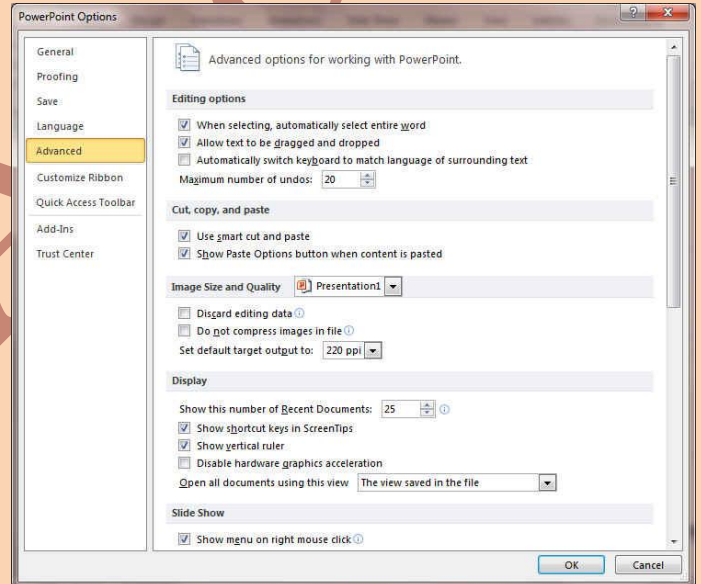 PowerPoint Options
General
Proofing
Save
Language
Advanced
Customize Ribbon
Quick Access Toolbar
Add-Ins
Trust Center
Advanced options for working with PowerPoint.
Editing options
When selecting, automatically select entire word
Allow text to be dragged and dropped
Automatically switch keyboard to match language of surrounding text
Maximum number of undos: 20
Cut, copy, and paste
Use smart cut and paste
Show Paste Options button when content is pasted
Image Size and Quality Presentation1
Discard editing data
Do not compress images in file
Set default target output to: 220 ppi
Display
Show this number of Recent Documents: 25
Show shortcut keys in ScreenTips
Show vertical ruler
Disable hardware graphics acceleration
Open all documents using this view The view saved in the file
Slide Show
Show menu on right mouse click
OK Cancel